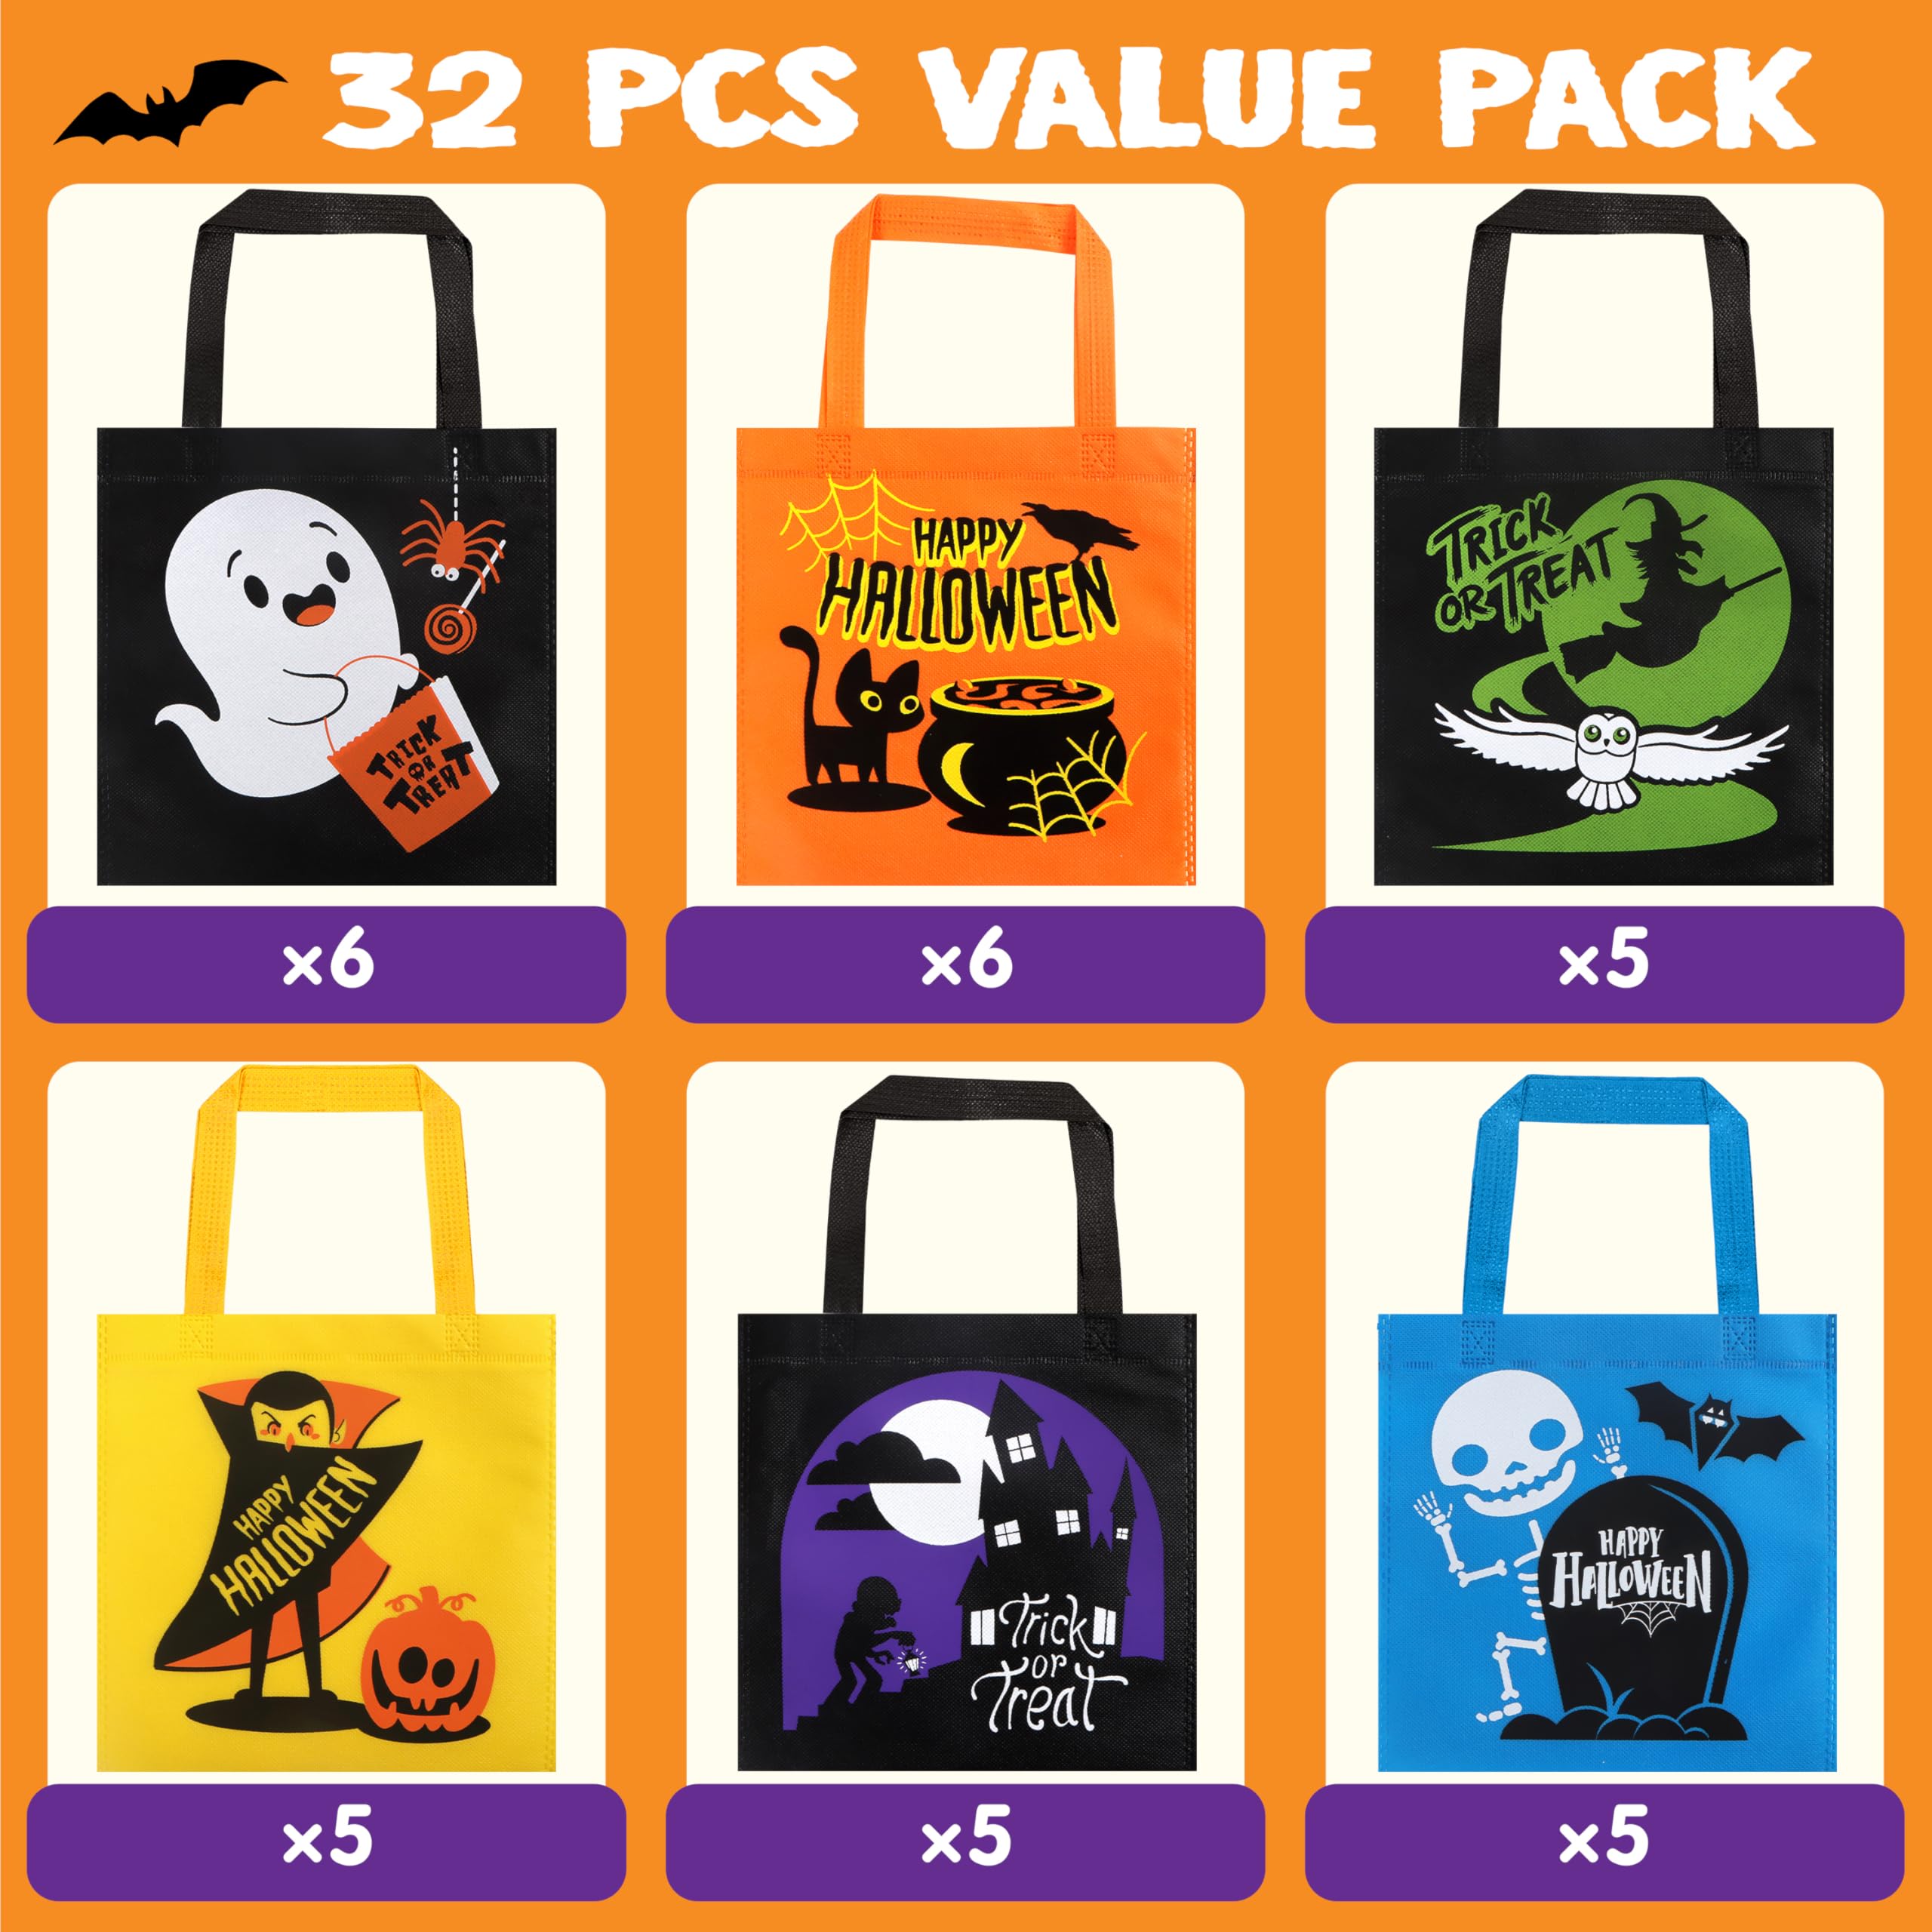 32 PCS VALUE PACK
TRICK
OR
TREAT
×6
HAPPY
HALLOWEEN
×6
TRICK
OR TREAT
×5
HAPPY
HALLOWEEN
×5
Trick
or
Treat
×5
HAPPY
HALLOWEEN
×5